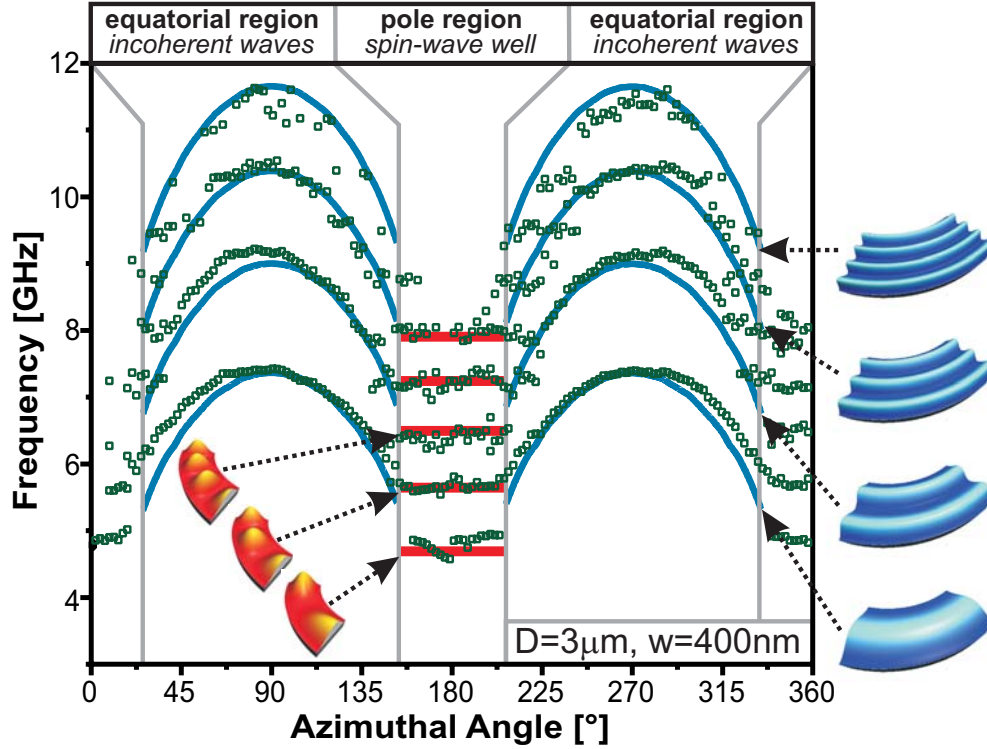 equatorial region
incoherent waves
pole region
spin-wave well
equatorial region
incoherent waves
Frequency [GHz]
12
10
8
6
4
D=3μm, w=400nm
0 45 90 135 180 225 270 315 360
Azimuthal Angle [°]